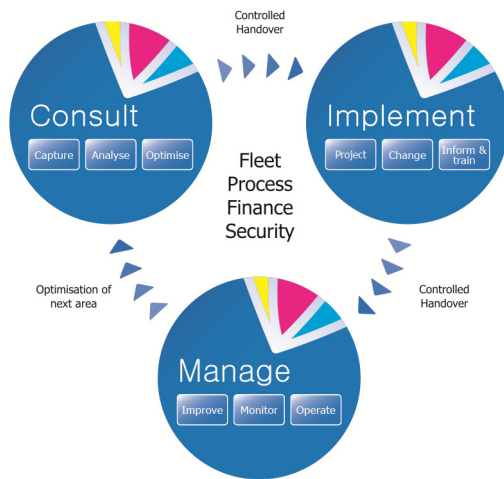 Controlled
Handover
Consult
Capture
Analyse
Optimise
Implement
Project
Change
Inform &
train
Fleet
Process
Finance
Security
Optimisation of
next area
Controlled
Handover
Manage
Improve
Monitor
Operate